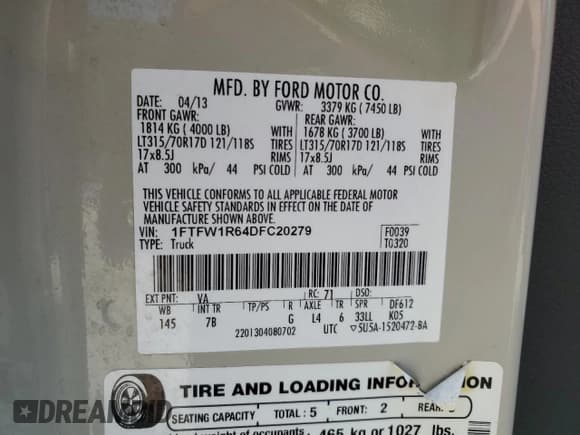 MFD. BY FORD MOTOR CO.
DATE: 04/13 GVWR: 3379 KG ( 7450 LB)
FRONT GAWR: REAR GAWR:
1814 KG ( 4000 LB) WITH 1678 KG ( 3700 LB) WITH
LT315/70R17D 121/118S TIRES LT315/70R17D 121/118S TIRES
17x8.5J RIMS 17x8.5J RIMS
AT 300 kPa/ 44 PSI COLD AT 300 kPa/ 44 PSI COLD
THIS VEHICLE CONFORMS TO ALL APPLICABLE FEDERAL MOTOR
VEHICLE SAFETY STANDARDS IN EFFECT ON THE DATE OF
MANUFACTURE SHOWN ABOVE.
VIN: 1FTFW1R64DFC20279 F0039
TYPE: Truck T0320
EXT PNT: VA RC: 71 DSO:
WB INT TR TP/PS R AXLE TR SPR DF612
145 7B G L4 6 33LL K05
2201304080702 UTC ▽5U5A-1520472-BA
TIRE AND LOADING INFORMATION
SEATING CAPACITY TOTAL : 5 FRONT: 2 REAR:
weight of occupants 465 kg or 1027 lbs.
DREAMBID